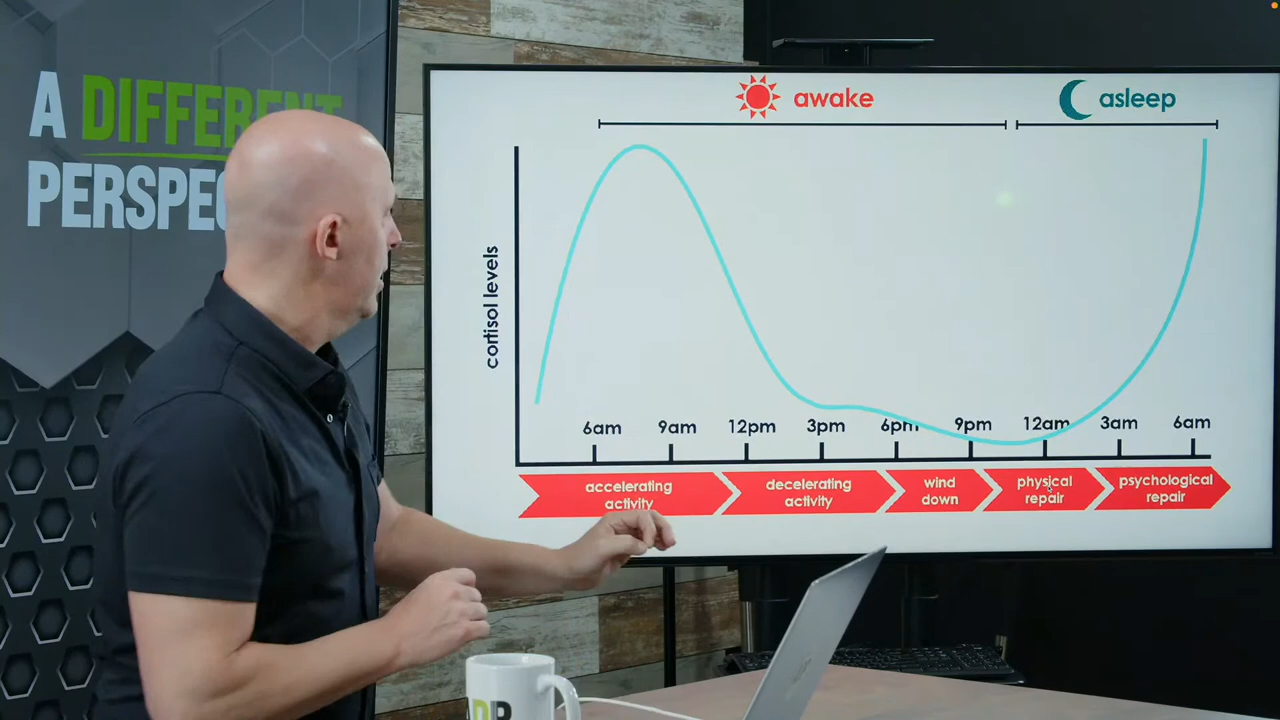 A DIFFERENT
PERSPEC
awake
asleep
cortisol levels
6am 9am 12pm 3pm 6pm 9pm 12am 3am 6am
accelerating
activity
decelerating
activity
wind
down
physical
repair
psychological
repair